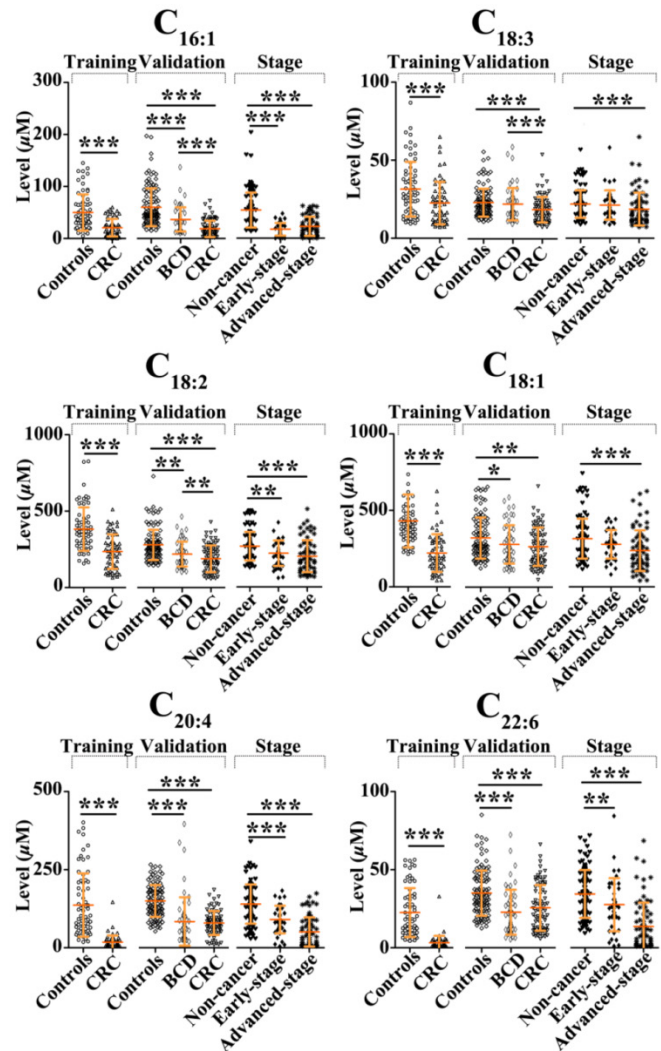 C16:1
Training Validation Stage
Level (µM)
300
200
100
0
*** *** ***
*** ***
*** ***
Controls
CRC
Controls
BCD
CRC
Non-cancer
Early-stage
Advanced-stage
C18:3
Training Validation Stage
Level (µM)
100
50
0
***
*** ***
***
Controls
CRC
Controls
BCD
CRC
Non-cancer
Early-stage
Advanced-stage
C18:2
Training Validation Stage
Level (µM)
1000
500
0
*** ***
** ** ***
**
Controls
CRC
Controls
BCD
CRC
Non-cancer
Early-stage
Advanced-stage
C18:1
Training Validation Stage
Level (µM)
1000
500
0
*** ** ***
*
Controls
CRC
Controls
BCD
CRC
Non-cancer
Early-stage
Advanced-stage
C20:4
Training Validation Stage
Level (µM)
500
250
0
*** *** ***
*** ***
Controls
CRC
Controls
BCD
CRC
Non-cancer
Early-stage
Advanced-stage
C22:6
Training Validation Stage
Level (µM)
100
50
0
*** ***
*** **
***
Controls
CRC
Controls
BCD
CRC
Non-cancer
Early-stage
Advanced-stage